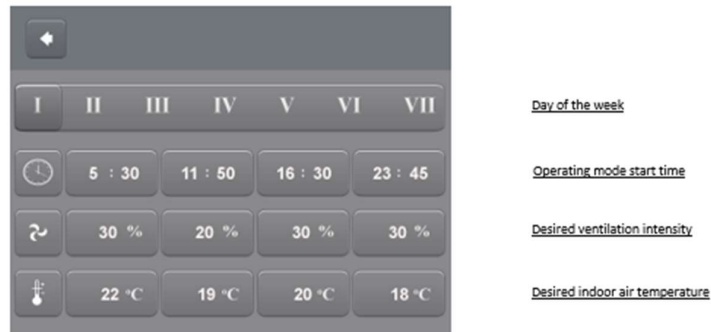 I II III IV V VI VII
Day of the week
5 : 30 11 : 50 16 : 30 23 : 45
Operating mode start time
30 % 20 % 30 % 30 %
Desired ventilation intensity
22 °C 19 °C 20 °C 18 °C
Desired indoor air temperature